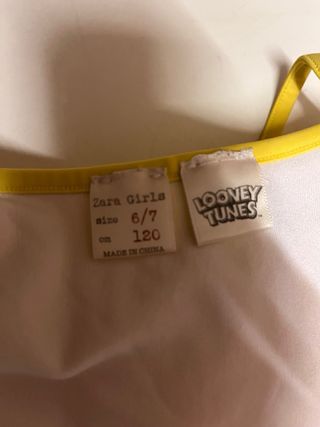 Zara Girls
size 6/7
cm 120
MADE IN CHINA
LOONEY
TUNES